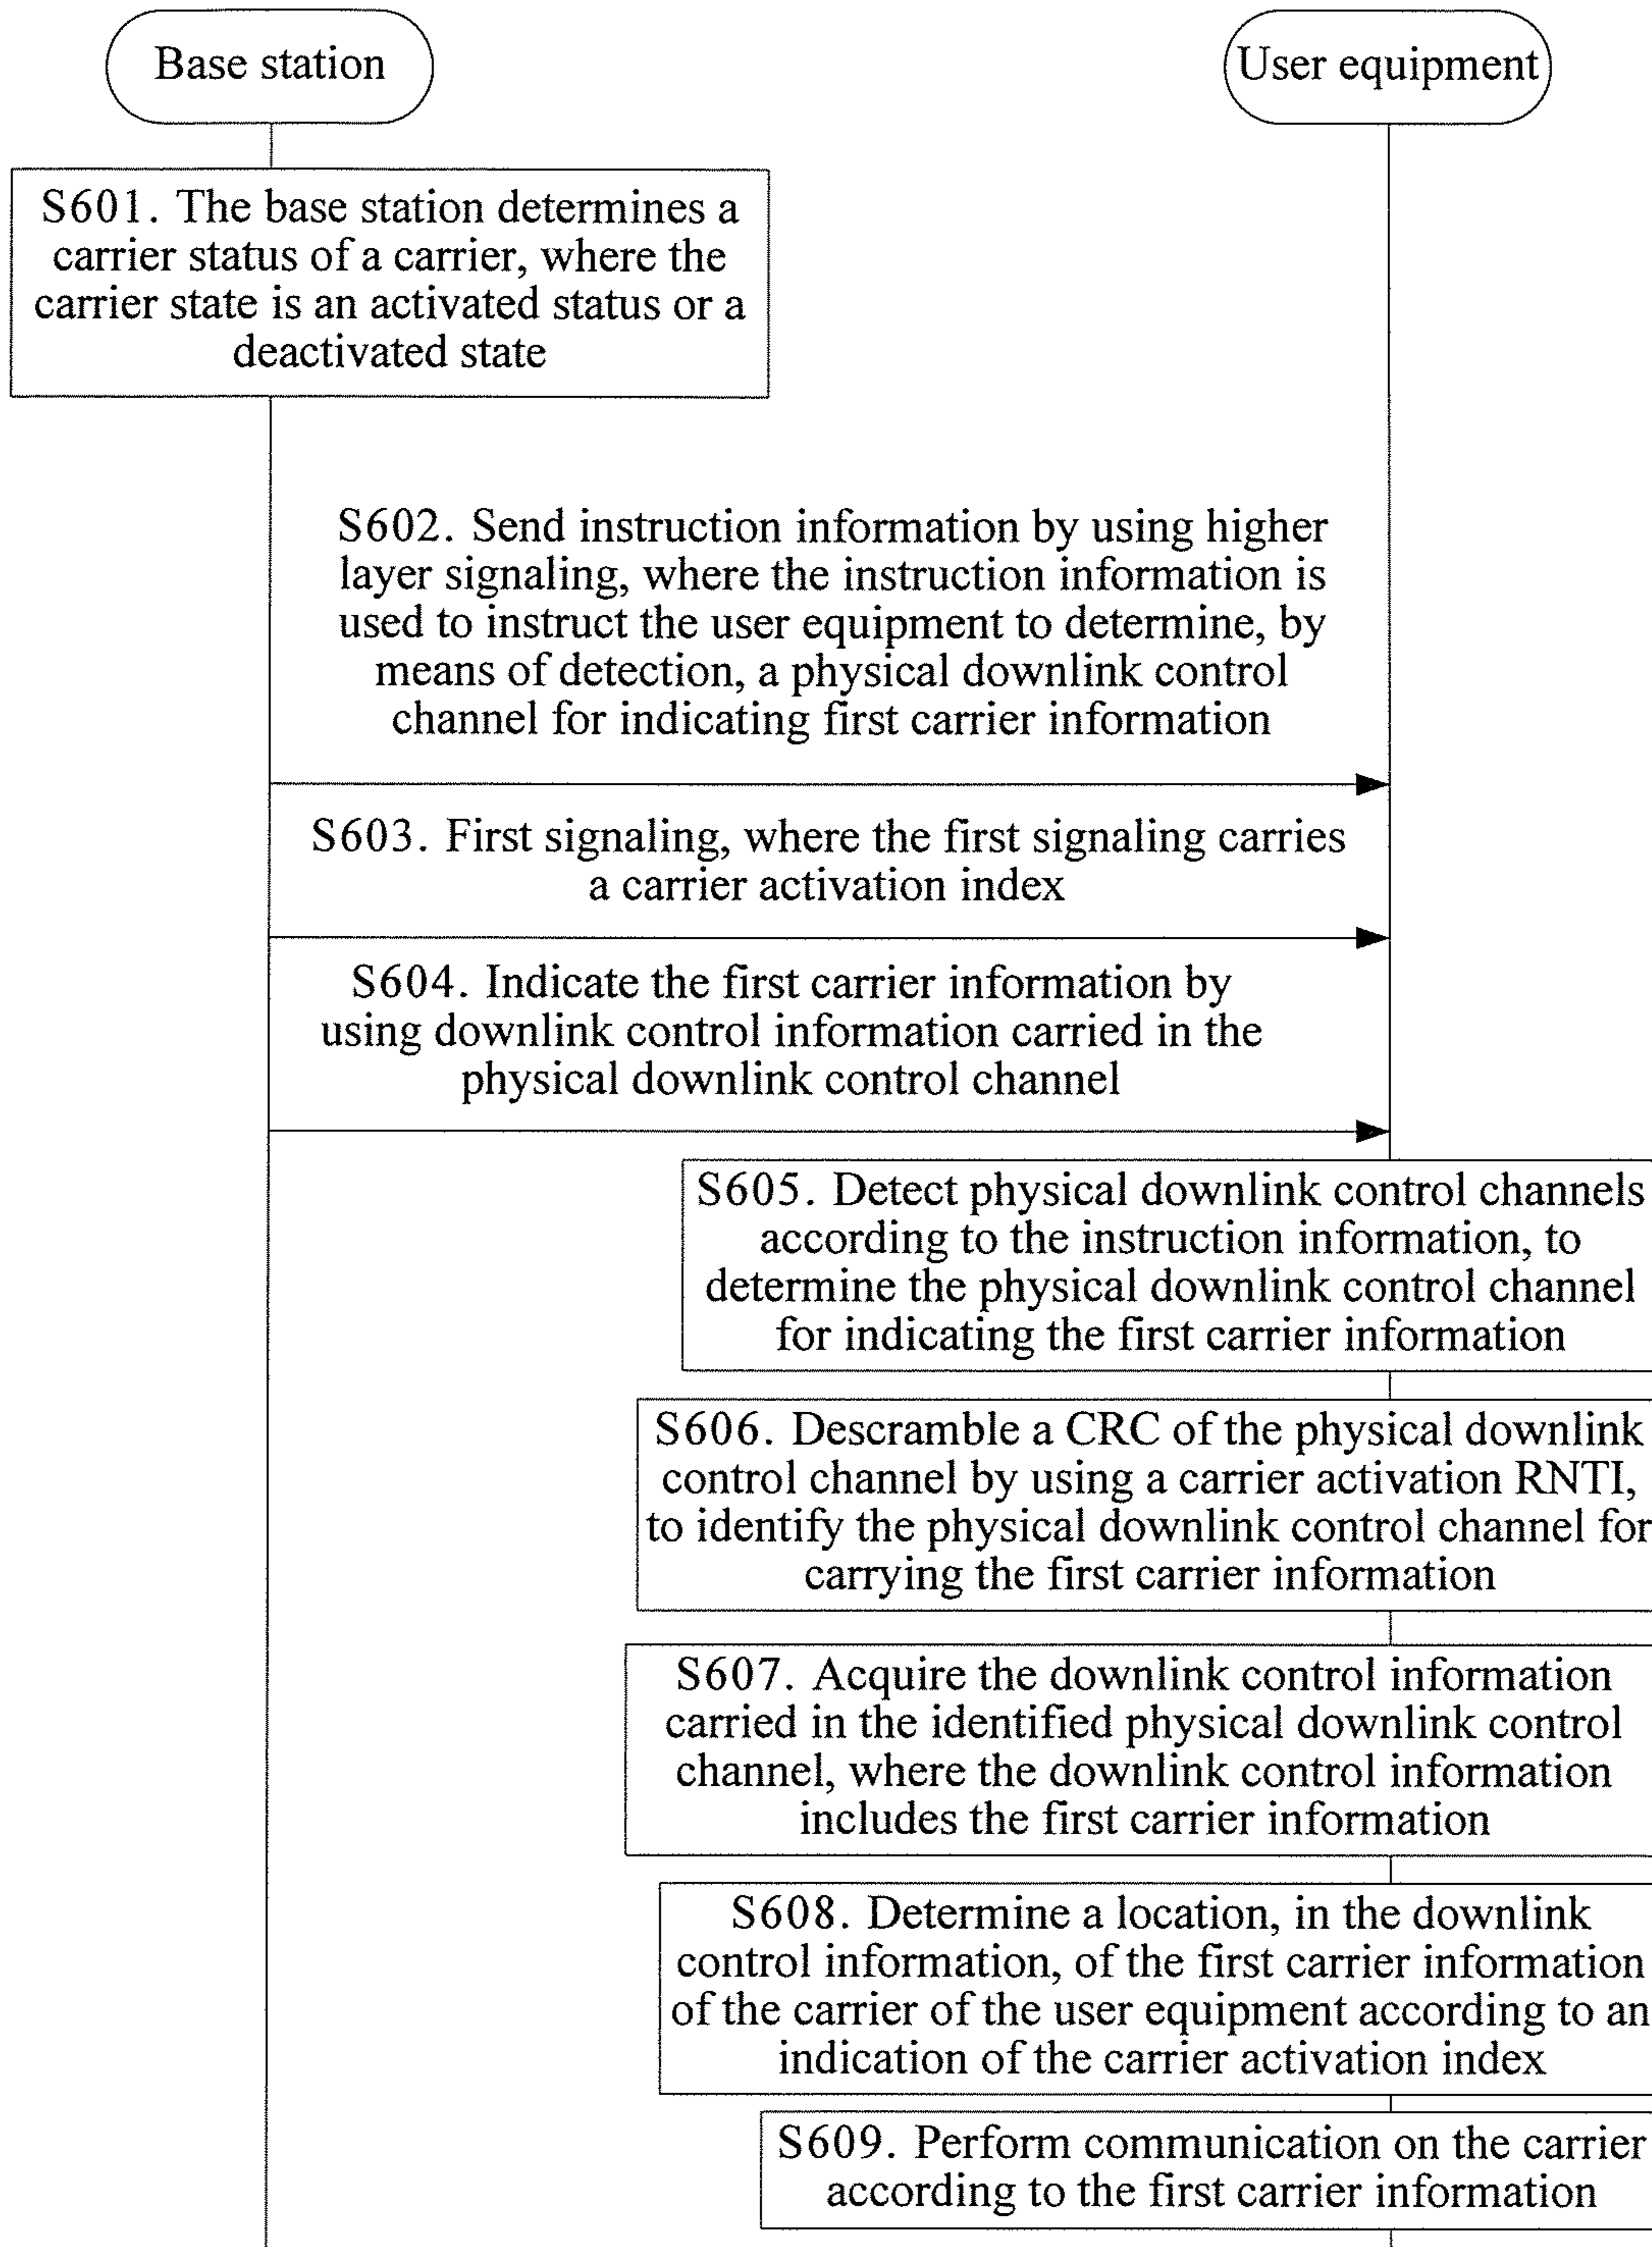 Base station
User equipment
S601. The base station determines a
carrier status of a carrier, where the
carrier state is an activated status or a
deactivated state
S602. Send instruction information by using higher
layer signaling, where the instruction information is
used to instruct the user equipment to determine, by
means of detection, a physical downlink control
channel for indicating first carrier information
S603. First signaling, where the first signaling carries
a carrier activation index
S604. Indicate the first carrier information by
using downlink control information carried in the
physical downlink control channel
S605. Detect physical downlink control channels
according to the instruction information, to
determine the physical downlink control channel
for indicating the first carrier information
S606. Descramble a CRC of the physical downlink
control channel by using a carrier activation RNTI,
to identify the physical downlink control channel for
carrying the first carrier information
S607. Acquire the downlink control information
carried in the identified physical downlink control
channel, where the downlink control information
includes the first carrier information
S608. Determine a location, in the downlink
control information, of the first carrier information
of the carrier of the user equipment according to an
indication of the carrier activation index
S609. Perform communication on the carrier
according to the first carrier information